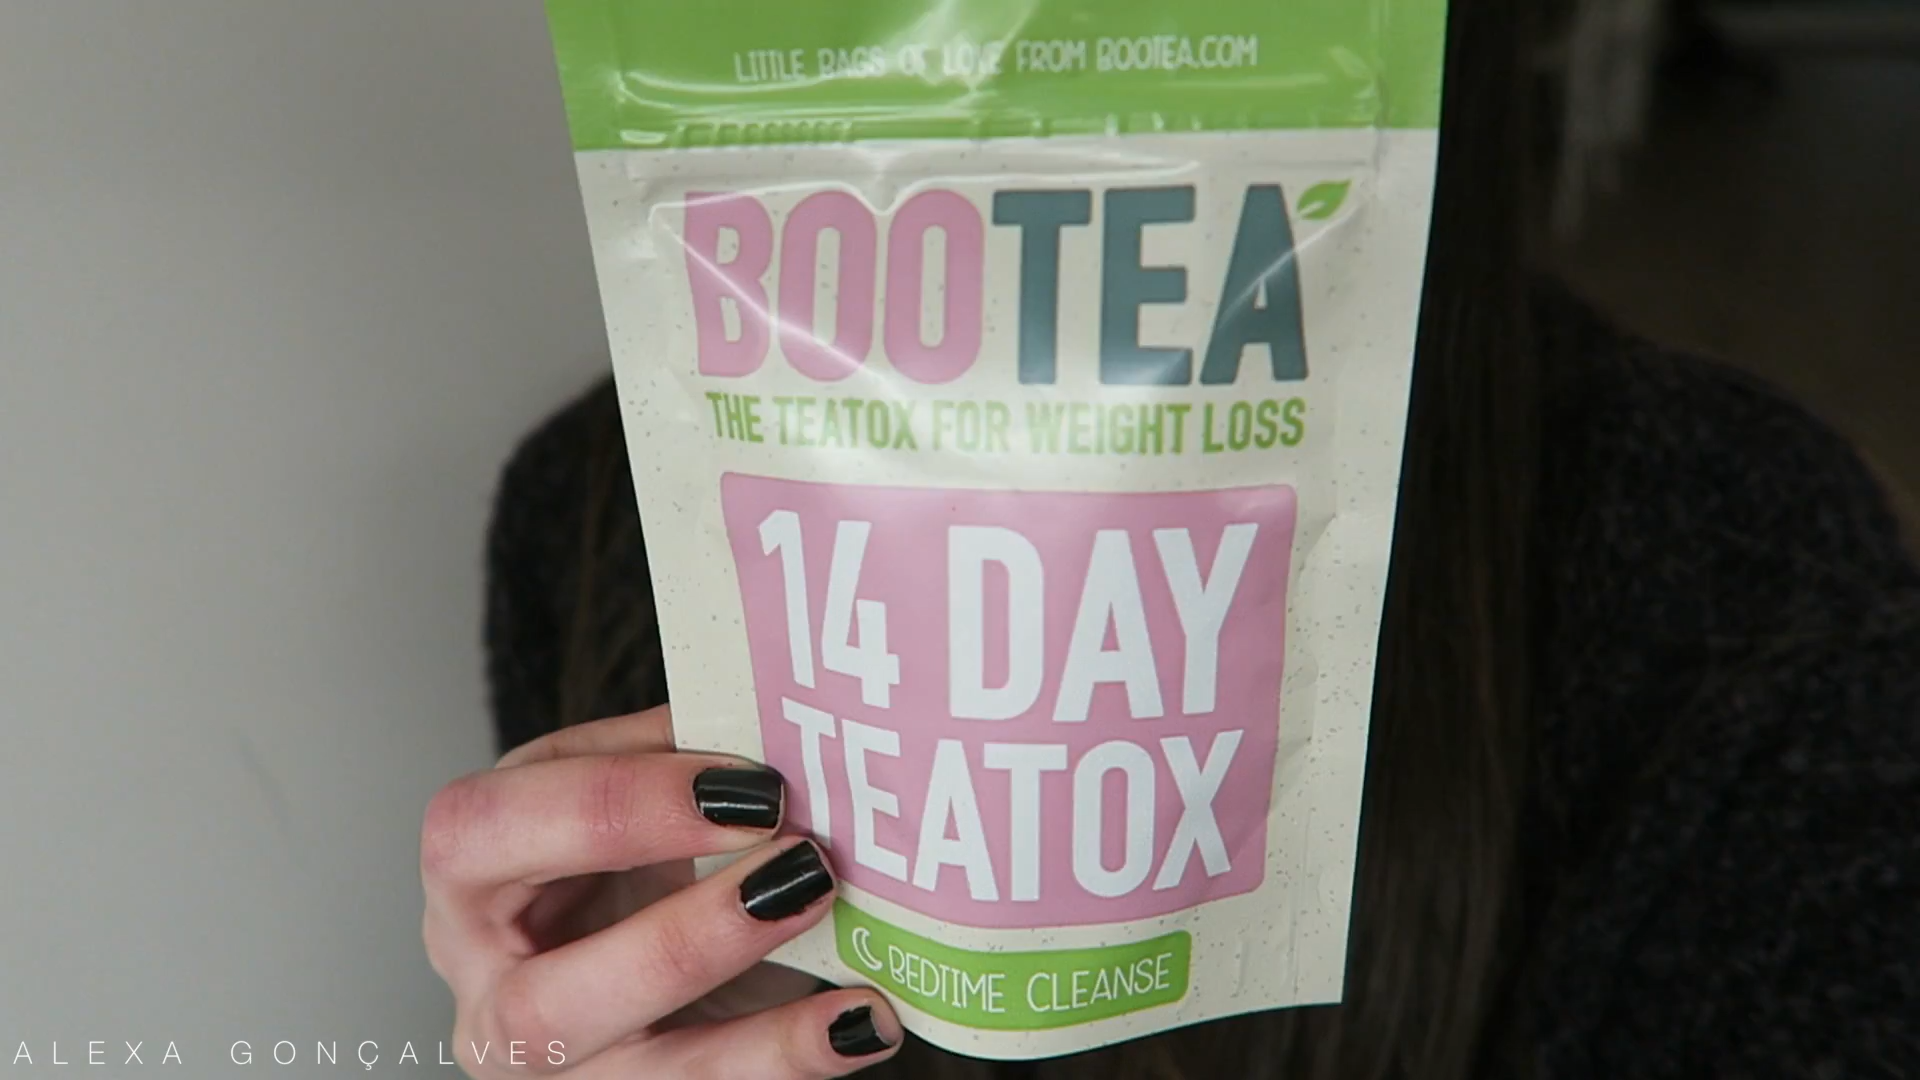 LITTLE BAGS OF LOVE FROM BOOTEA.COM
BOOTEA
THE TEATOX FOR WEIGHT LOSS
14 DAY
TEATOX
BEDTIME CLEANSE
ALEXA GONÇALVES